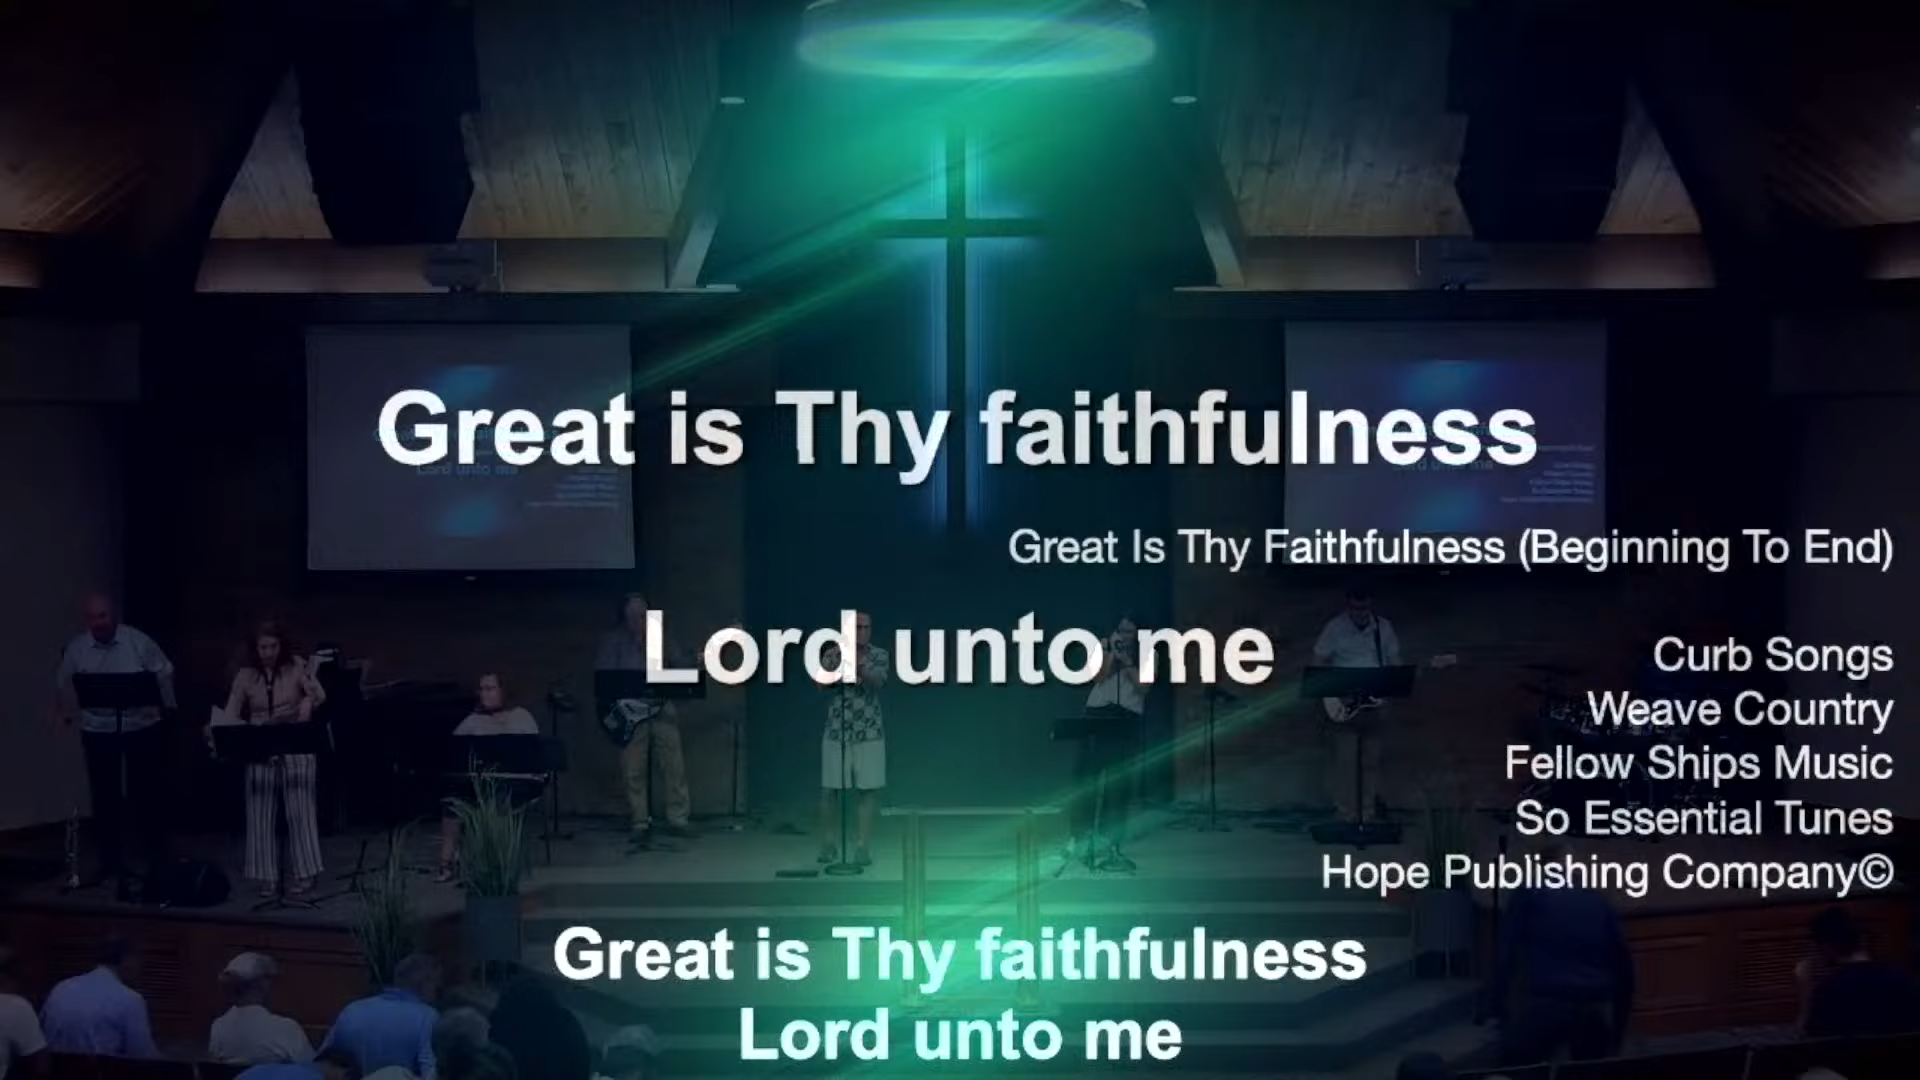 Great is Thy faithfulness
Great Is Thy Faithfulness (Beginning To End)
Lord unto me
Curb Songs
Weave Country
Fellow Ships Music
So Essential Tunes
Hope Publishing Company©
Great is Thy faithfulness
Lord unto me